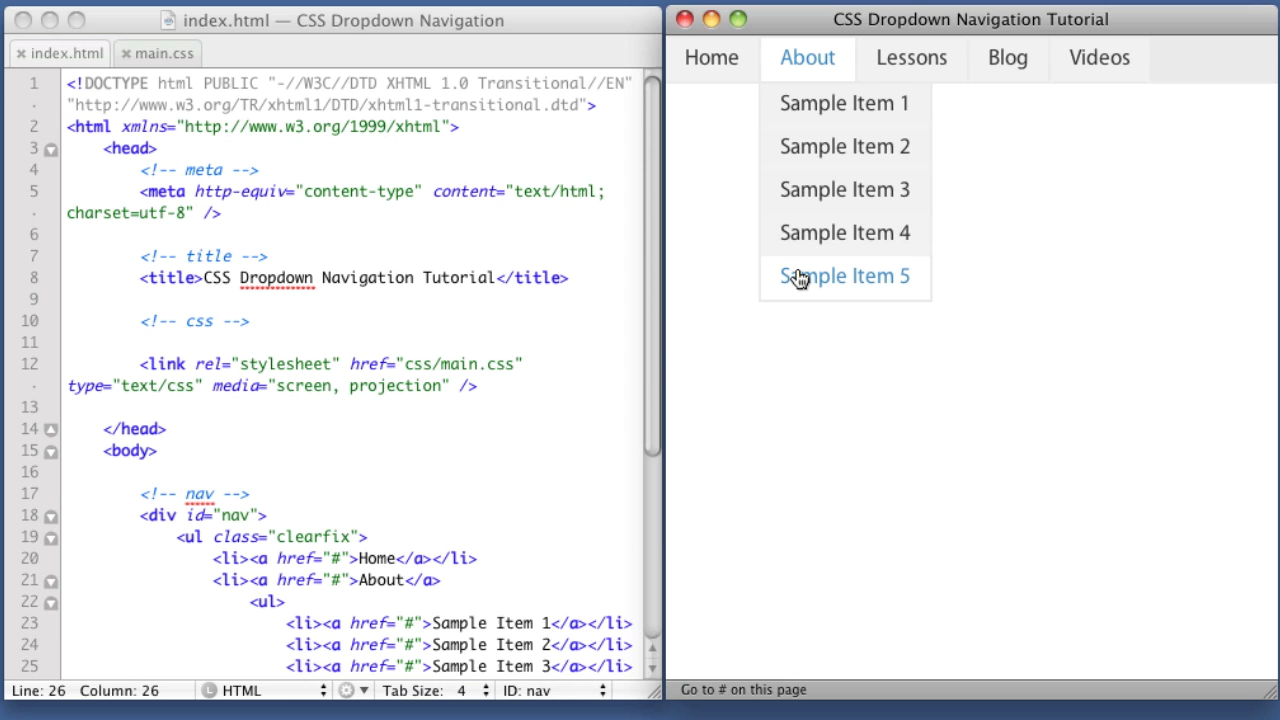 index.html — CSS Dropdown Navigation
index.html
main.css
1 <!DOCTYPE html PUBLIC "-//W3C//DTD XHTML 1.0 Transitional//EN"
"http://www.w3.org/TR/xhtml1/DTD/xhtml1-transitional.dtd">
2 <html xmlns="http://www.w3.org/1999/xhtml">
3 <head>
4 <!-- meta -->
5 <meta http-equiv="content-type" content="text/html;
charset=utf-8" />
6
7 <!-- title -->
8 <title>CSS Dropdown Navigation Tutorial</title>
9
10 <!-- css -->
11
12 <link rel="stylesheet" href="css/main.css"
type="text/css" media="screen, projection" />
13
14 </head>
15 <body>
16
17 <!-- nav -->
18 <div id="nav">
19 <ul class="clearfix">
20 <li><a href="#">Home</a></li>
21 <li><a href="#">About</a>
22 <ul>
23 <li><a href="#">Sample Item 1</a></li>
24 <li><a href="#">Sample Item 2</a></li>
25 <li><a href="#">Sample Item 3</a></li>
Line: 26 Column: 26 L HTML Tab Size: 4 ID: nav
CSS Dropdown Navigation Tutorial
Home About Lessons Blog Videos
Sample Item 1
Sample Item 2
Sample Item 3
Sample Item 4
Sample Item 5
Go to # on this page